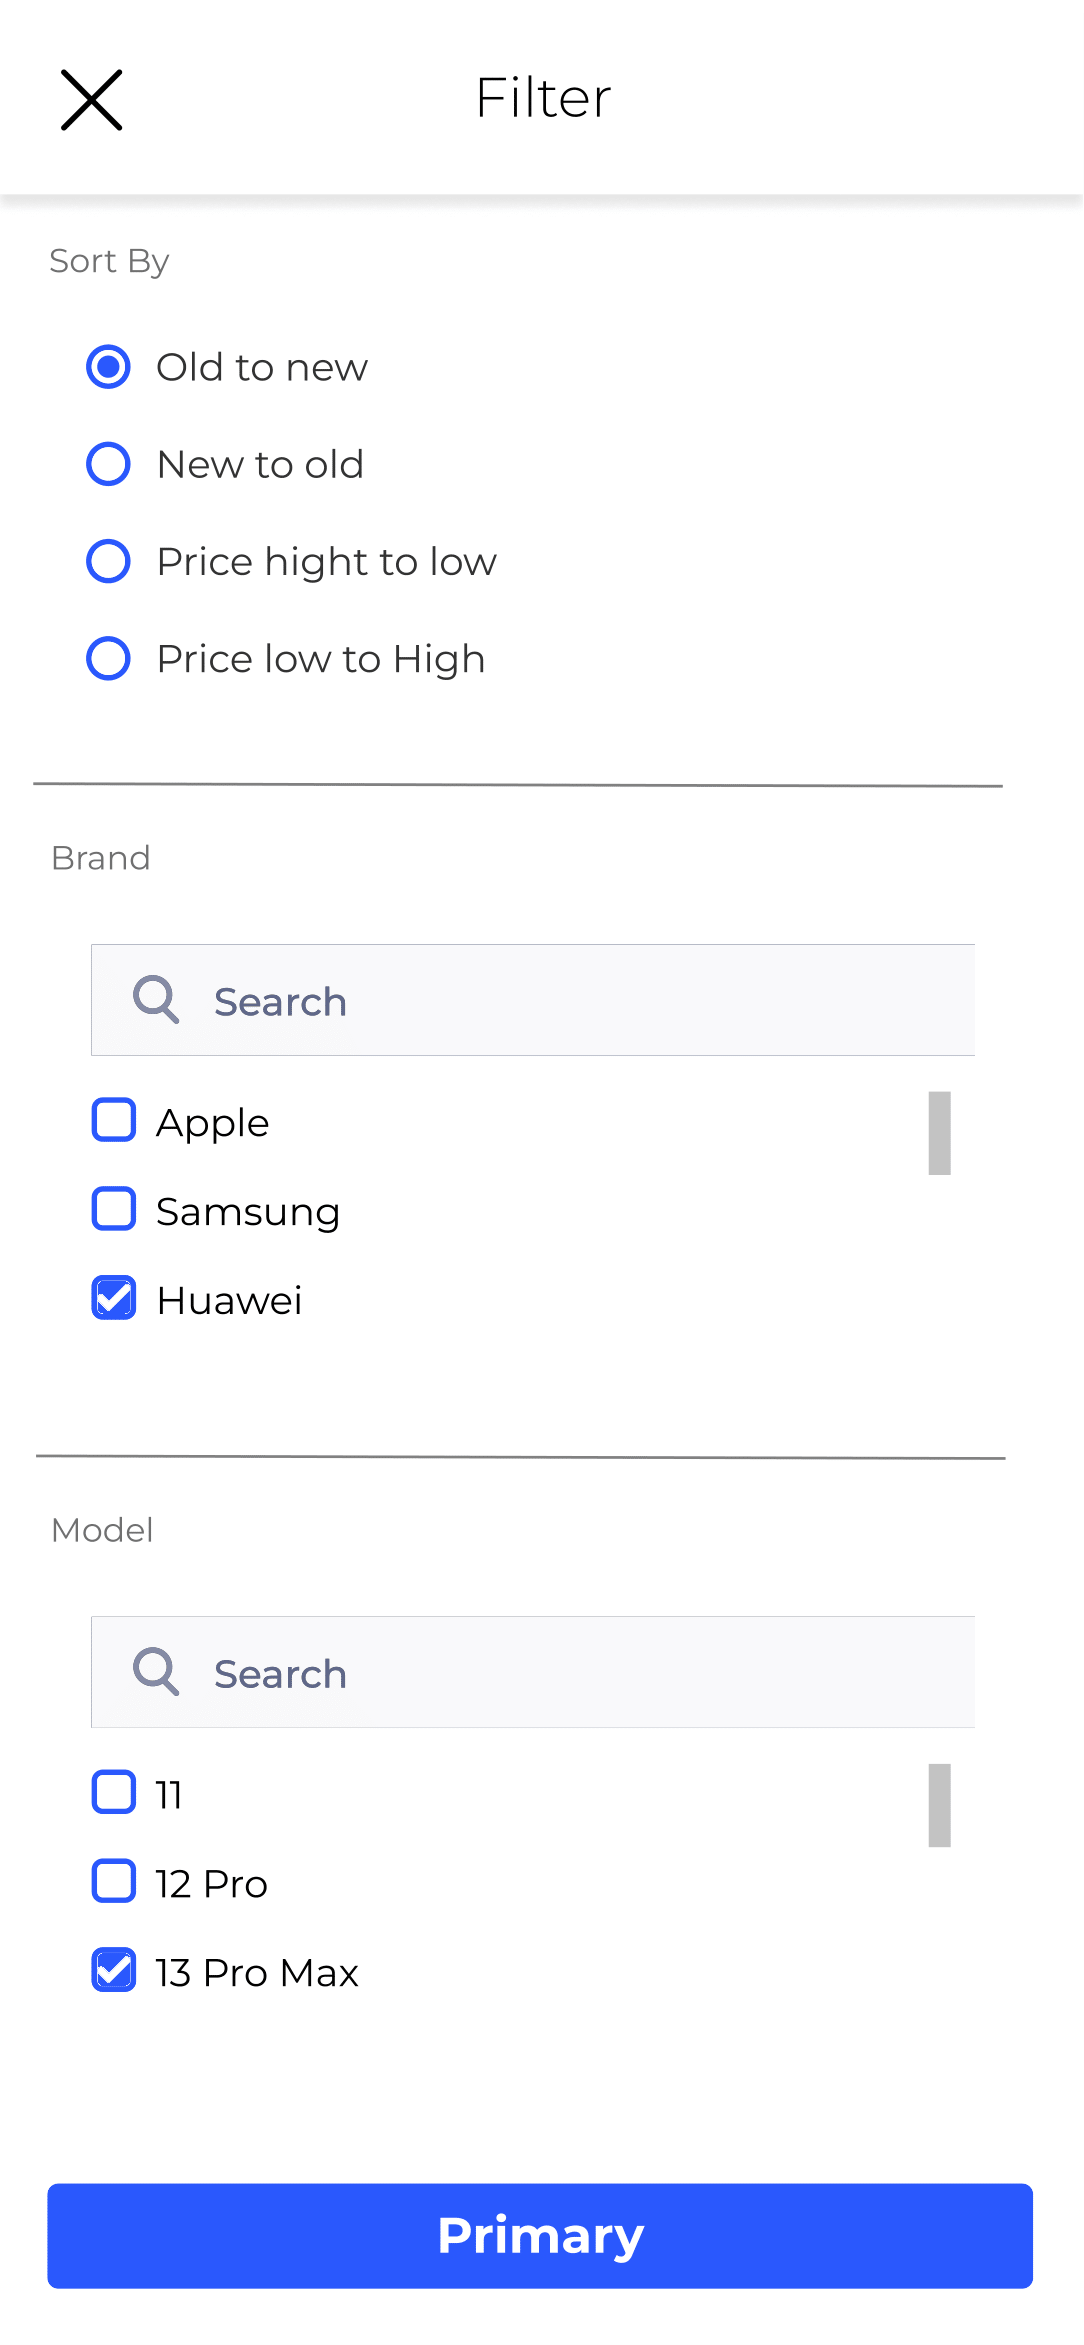 Filter
Sort By
Old to new
New to old
Price hight to low
Price low to High
Brand
Search
Apple
Samsung
Huawei
Model
Search
11
12 Pro
13 Pro Max
Primary